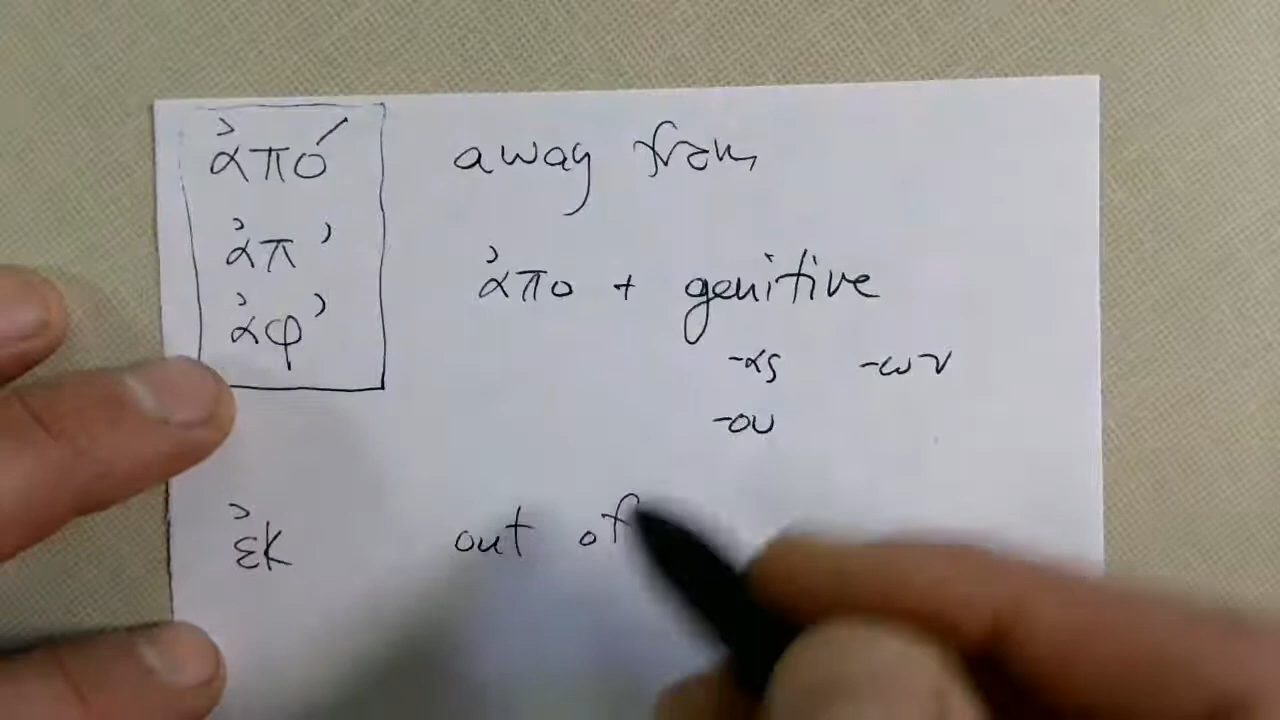 ἀπό away from
ἀπ’
ἀπο + genitive
ἀφ’
-ας -ων
-ου
ἐκ out of